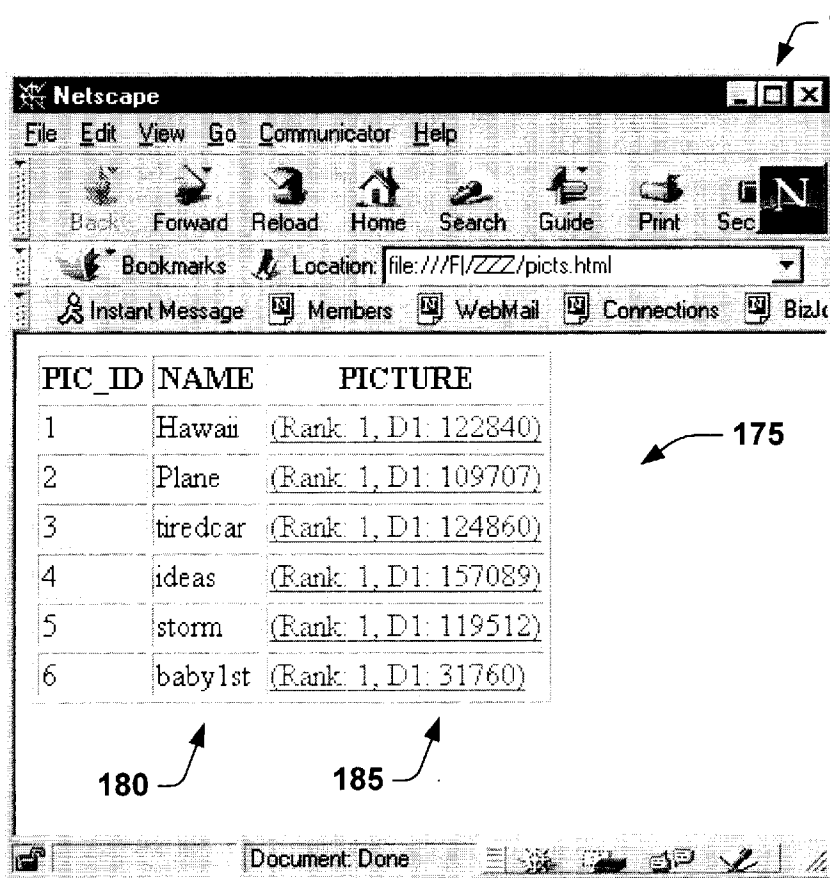 Netscape
File Edit View Go Communicator Help
Back Forward Reload Home Search Guide Print Sec
N
Bookmarks Location: file:///F|/ZZZ/picts.html
Instant Message Members WebMail Connections BizJo
PIC_ID NAME PICTURE
1 Hawaii (Rank: 1, D1: 122840)
2 Plane (Rank: 1, D1: 109707)
3 tiredcar (Rank: 1, D1: 124860)
4 ideas (Rank: 1, D1: 157089)
5 storm (Rank: 1, D1: 119512)
6 baby1st (Rank: 1, D1: 31760)
175
180 185
Document: Done